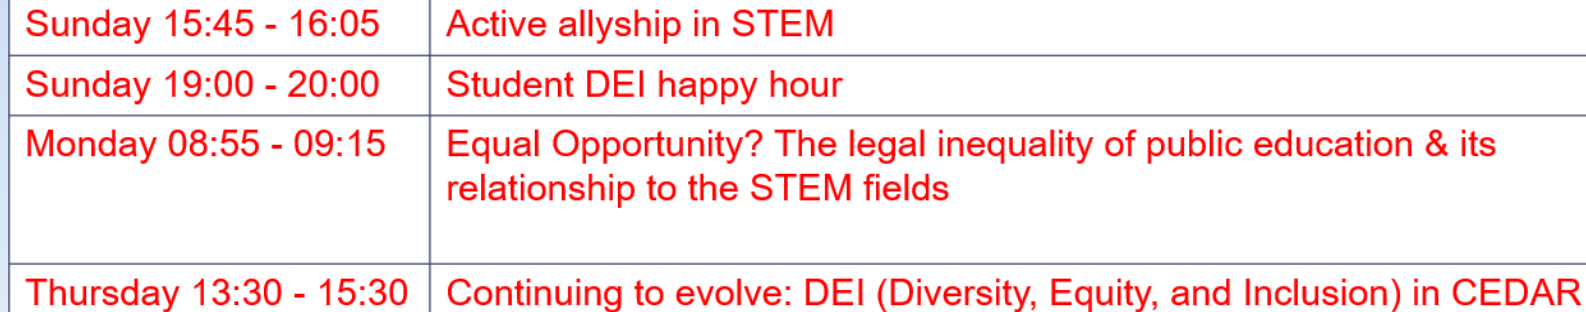 Sunday 15:45 - 16:05 Active allyship in STEM
Sunday 19:00 - 20:00 Student DEI happy hour
Monday 08:55 - 09:15 Equal Opportunity? The legal inequality of public education & its
relationship to the STEM fields
Thursday 13:30 - 15:30 Continuing to evolve: DEI (Diversity, Equity, and Inclusion) in CEDAR